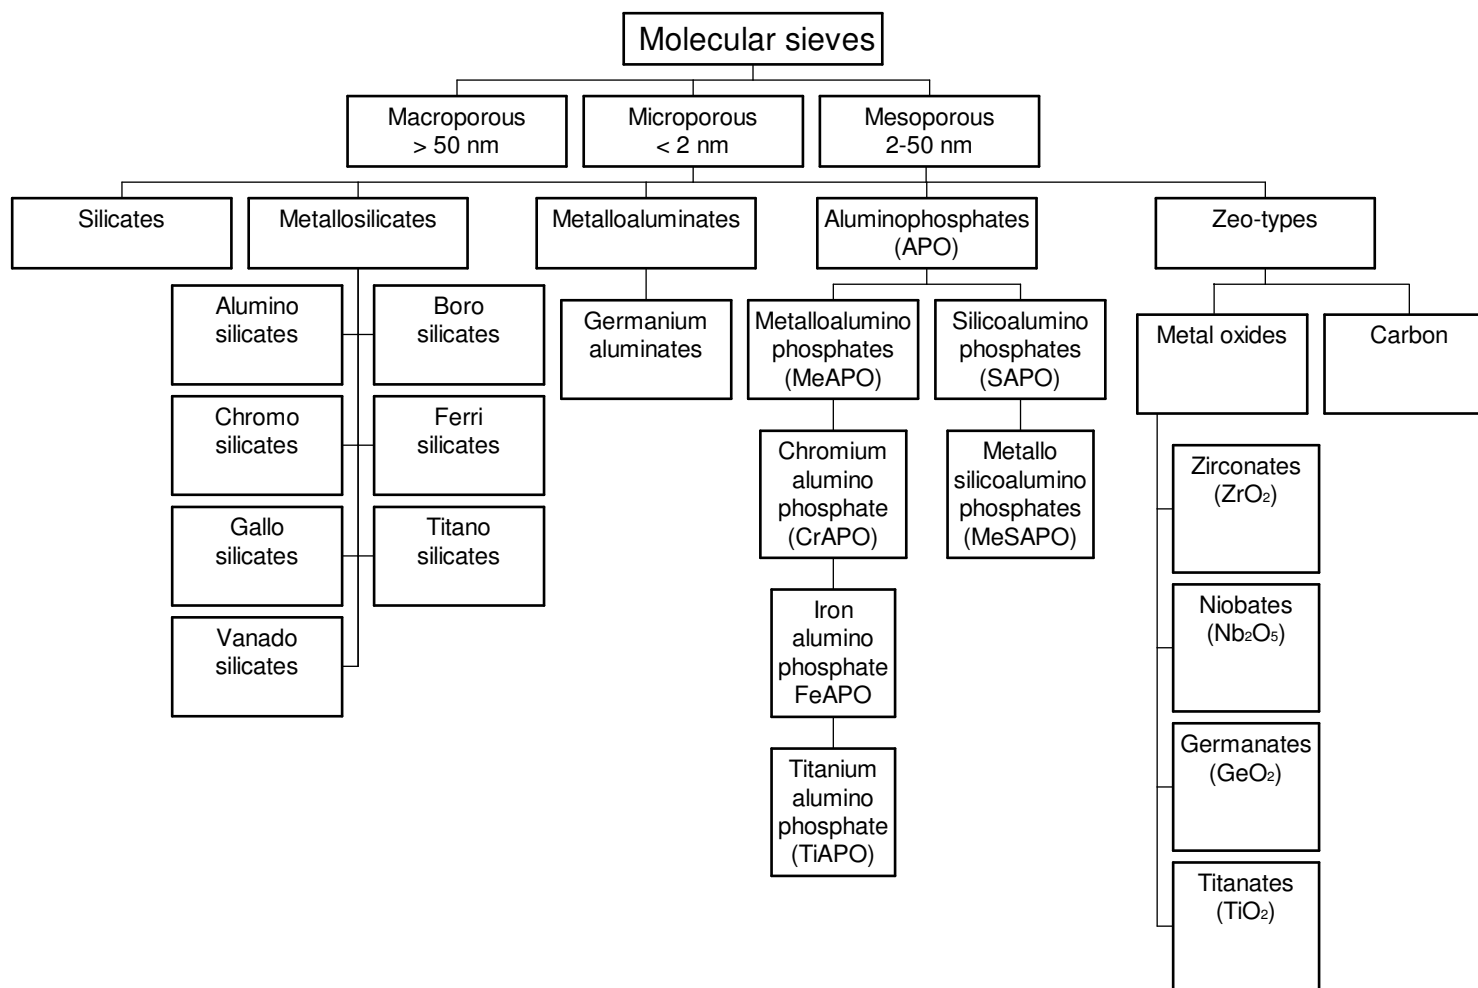 Molecular sieves
Macroporous
> 50 nm
Microporous
< 2 nm
Mesoporous
2-50 nm
Silicates
Metallosilicates
Metalloaluminates
Aluminophosphates
(APO)
Zeo-types
Alumino
silicates
Boro
silicates
Chromo
silicates
Ferri
silicates
Gallo
silicates
Titano
silicates
Vanado
silicates
Germanium
aluminates
Metalloalumino
phosphates
(MeAPO)
Silicoalumino
phosphates
(SAPO)
Chromium
alumino
phosphate
(CrAPO)
Metallo
silicoalumino
phosphates
(MeSAPO)
Iron
alumino
phosphate
FeAPO
Titanium
alumino
phosphate
(TiAPO)
Metal oxides
Carbon
Zirconates
(ZrO₂)
Niobates
(Nb₂O₅)
Germanates
(GeO₂)
Titanates
(TiO₂)